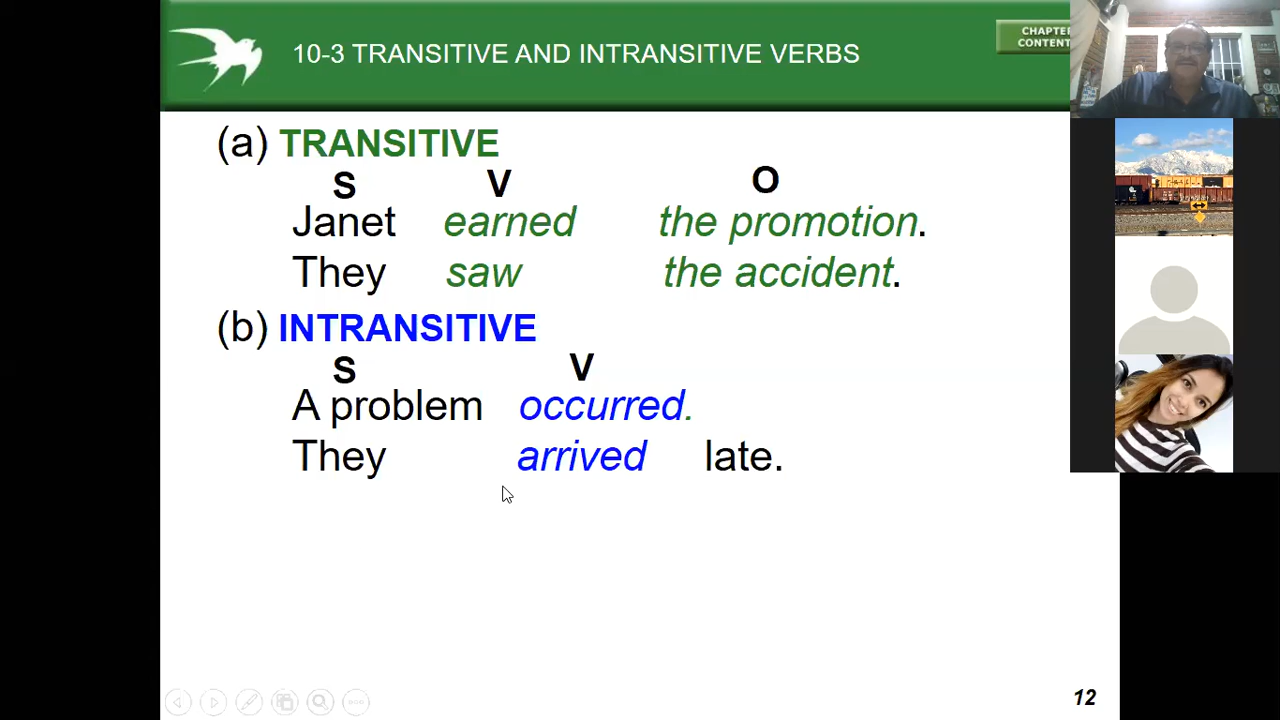 10-3 TRANSITIVE AND INTRANSITIVE VERBS
CHAPTER
CONTENT
(a) TRANSITIVE
S V O
Janet earned the promotion.
They saw the accident.
(b) INTRANSITIVE
S V
A problem occurred.
They arrived late.
12